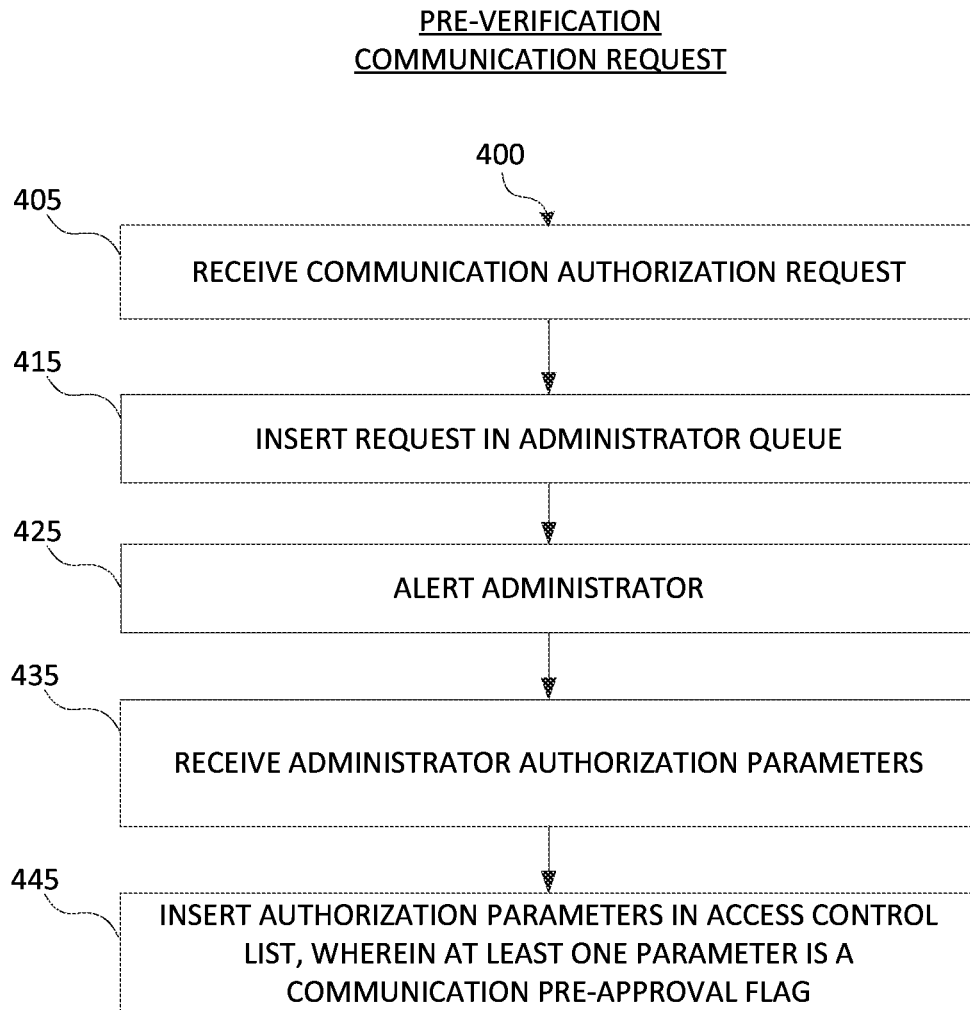 PRE-VERIFICATION
COMMUNICATION REQUEST
400
405
RECEIVE COMMUNICATION AUTHORIZATION REQUEST
415
INSERT REQUEST IN ADMINISTRATOR QUEUE
425
ALERT ADMINISTRATOR
435
RECEIVE ADMINISTRATOR AUTHORIZATION PARAMETERS
445
INSERT AUTHORIZATION PARAMETERS IN ACCESS CONTROL
LIST, WHEREIN AT LEAST ONE PARAMETER IS A
COMMUNICATION PRE-APPROVAL FLAG